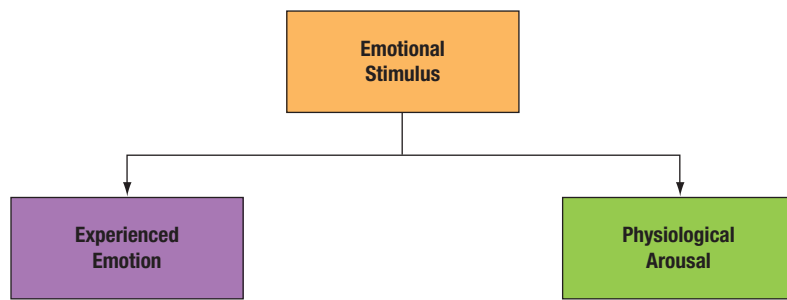 Emotional
Stimulus
Experienced
Emotion
Physiological
Arousal